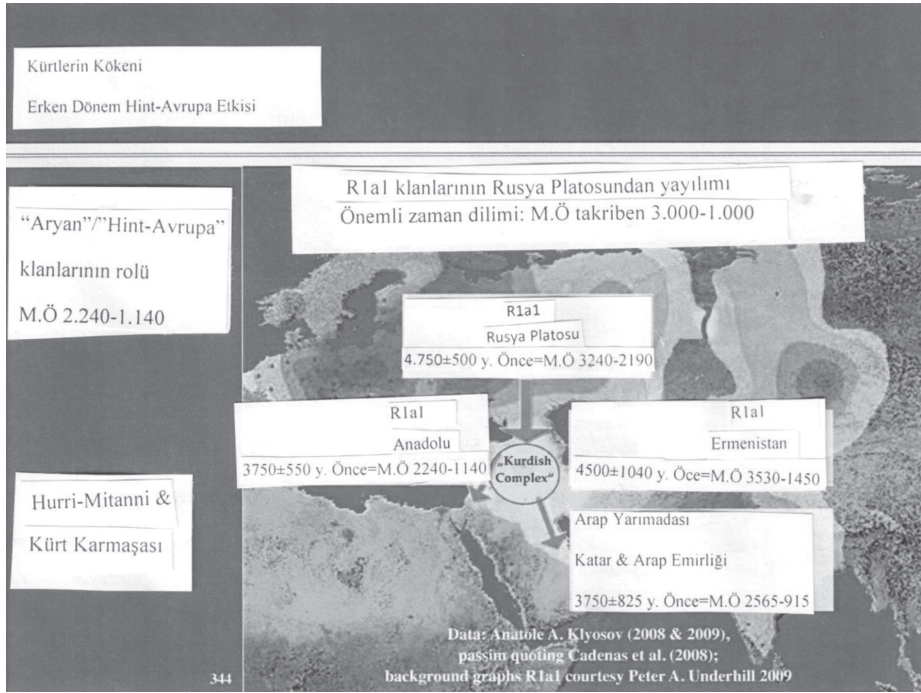 Kürtlerin Kökeni
Erken Dönem Hint-Avrupa Etkisi
R1a1 klanlarının Rusya Platosundan yayılımı
Önemli zaman dilimi: M.Ö takriben 3.000-1.000
“Aryan”/"Hint-Avrupa”
klanlarının rolü
M.Ö 2.240-1.140
R1a1
Rusya Platosu
4.750±500 y. Önce=M.Ö 3240-2190
R1a1
Anadolu
3750±550 y. Önce=M.Ö 2240-1140
R1a1
Ermenistan
4500±1040 y. Öce=M.Ö 3530-1450
„Kurdish
Complex“
Hurri-Mitanni &
Kürt Karmaşası
Arap Yarımadası
Katar & Arap Emirliği
3750±825 y. Önce=M.Ö 2565-915
Data: Anatole A. Klyosov (2008 & 2009),
passim quoting Cadenas et al. (2008);
background graphs R1a1 courtesy Peter A. Underhill 2009
344